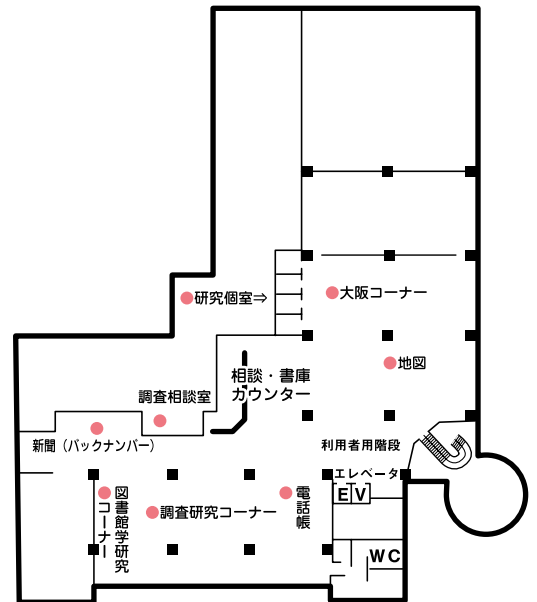 研究個室⇒
大阪コーナー
地図
相談・書庫
カウンター
調査相談室
新聞（バックナンバー）
利用者用階段
エレベータ
EV
図書館学研究
コーナー
調査研究コーナー
電話帳
WC